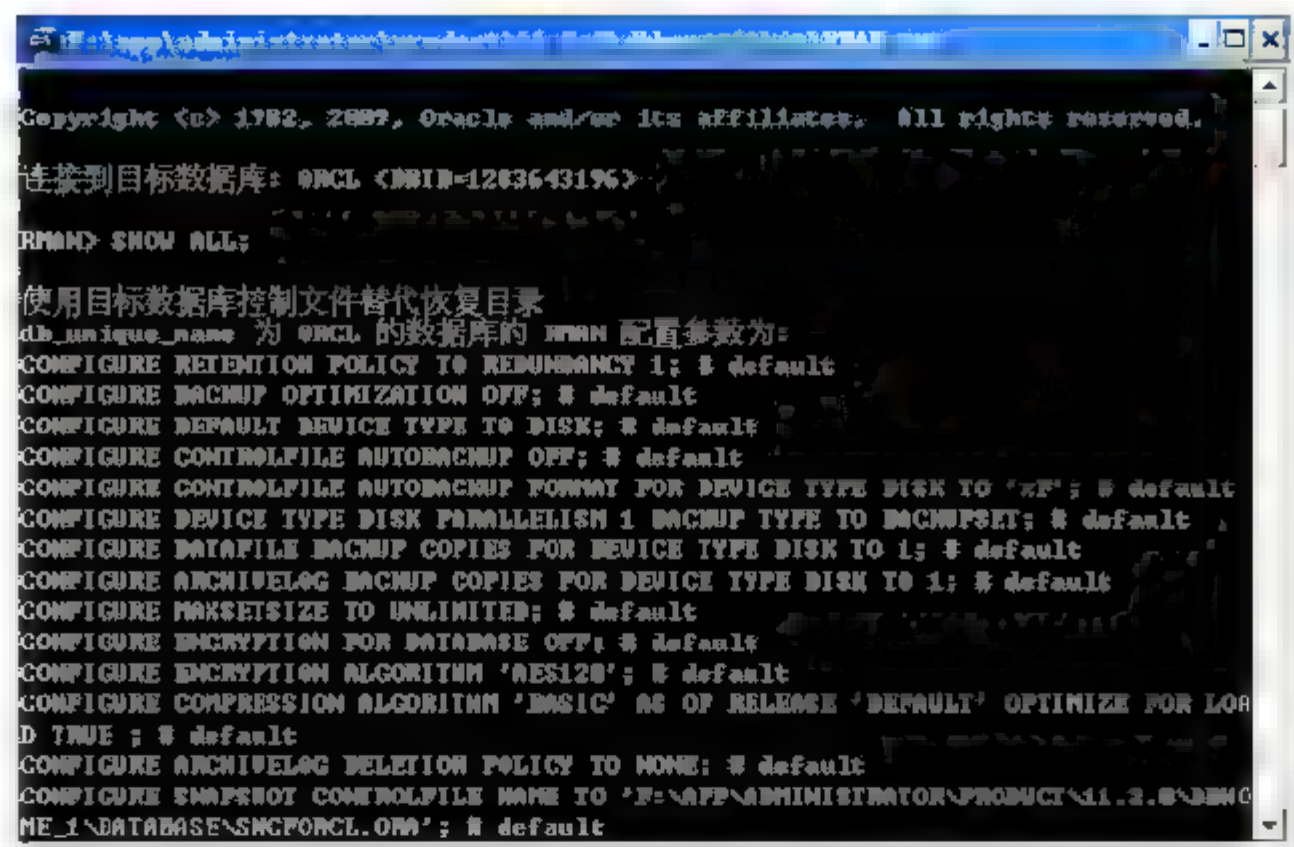 Copyright (c) 1982, 2009, Oracle and/or its affiliates.  All rights reserved.
连接到目标数据库: ORCL (DBID=1283643196)
RMAN> SHOW ALL;
使用目标数据库控制文件替代恢复目录
db_unique_name 为 ORCL 的数据库的 RMAN 配置参数为:
CONFIGURE RETENTION POLICY TO REDUNDANCY 1; # default
CONFIGURE BACKUP OPTIMIZATION OFF; # default
CONFIGURE DEFAULT DEVICE TYPE TO DISK; # default
CONFIGURE CONTROLFILE AUTOBACKUP OFF; # default
CONFIGURE CONTROLFILE AUTOBACKUP FORMAT FOR DEVICE TYPE DISK TO '%F'; # default
CONFIGURE DEVICE TYPE DISK PARALLELISM 1 BACKUP TYPE TO BACKUPSET; # default
CONFIGURE DATAFILE BACKUP COPIES FOR DEVICE TYPE DISK TO 1; # default
CONFIGURE ARCHIVELOG BACKUP COPIES FOR DEVICE TYPE DISK TO 1; # default
CONFIGURE MAXSETSIZE TO UNLIMITED; # default
CONFIGURE ENCRYPTION FOR DATABASE OFF; # default
CONFIGURE ENCRYPTION ALGORITHM 'AES128'; # default
CONFIGURE COMPRESSION ALGORITHM 'BASIC' AS OF RELEASE 'DEFAULT' OPTIMIZE FOR LOA
D TRUE ; # default
CONFIGURE ARCHIVELOG DELETION POLICY TO NONE; # default
CONFIGURE SNAPSHOT CONTROLFILE NAME TO 'F:\APP\ADMINISTRATOR\PRODUCT\11.2.0\DBHO
ME_1\DATABASE\SNCFORCL.ORA'; # default